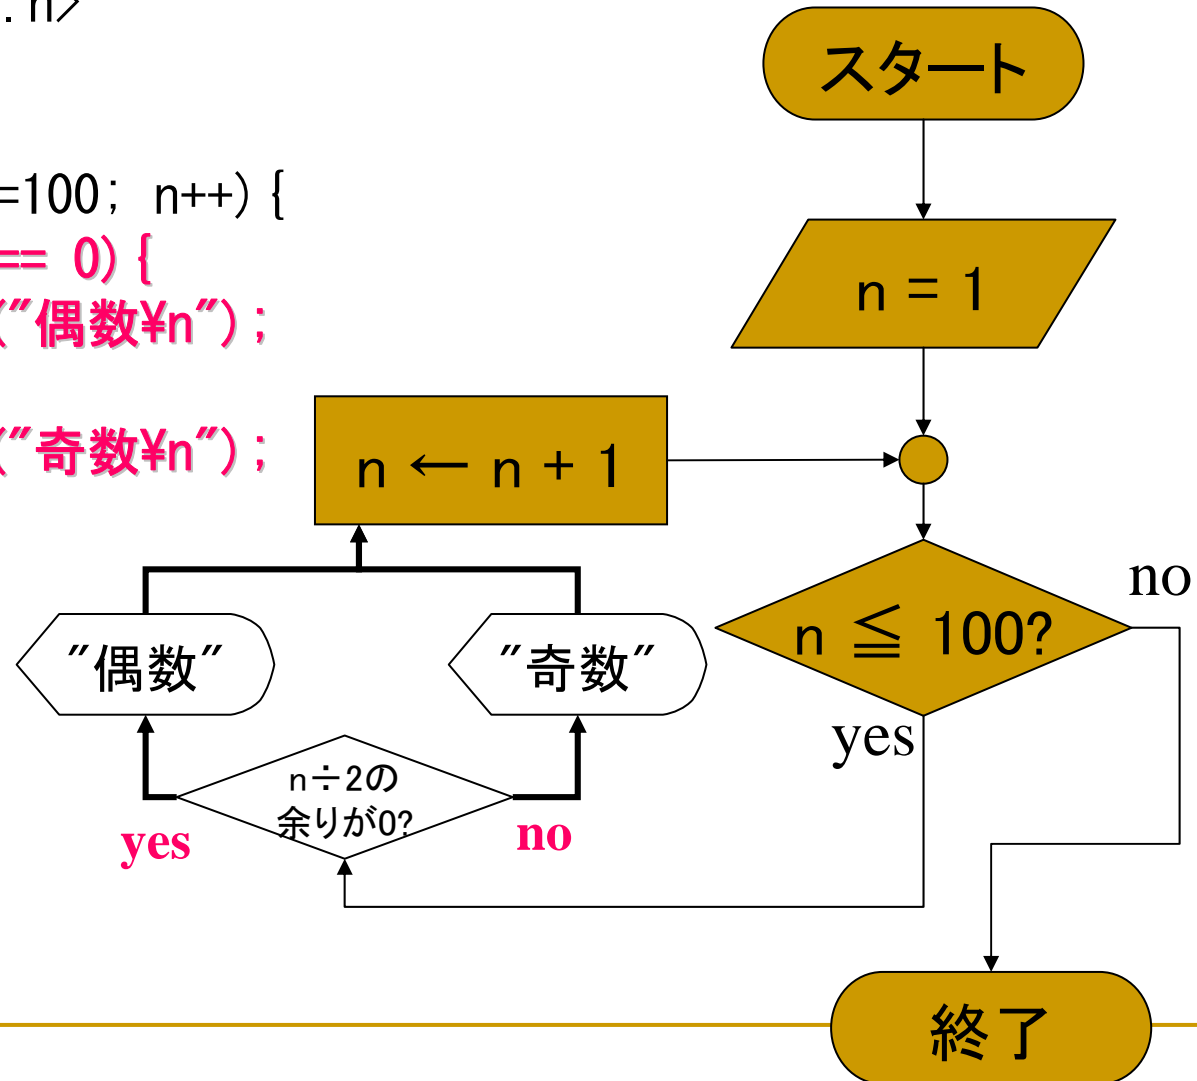 .h>
=100; n++){
== 0){
("偶数¥n");
("奇数¥n");
スタート
n = 1
n ← n + 1
n ≦ 100?
no
yes
"偶数"
"奇数"
n÷2の
余りが0?
yes
no
終了